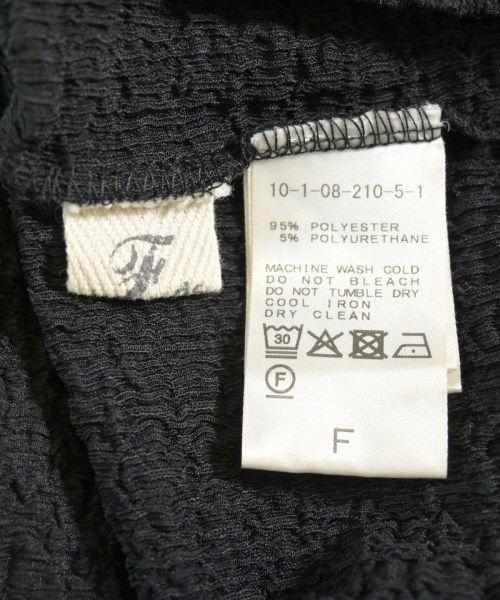 10-1-08-210-5-1
95% POLYESTER
5% POLYURETHANE
MACHINE WASH COLD
DO NOT BLEACH
DO NOT TUMBLE DRY
COOL IRON
DRY CLEAN
30
F
F
F